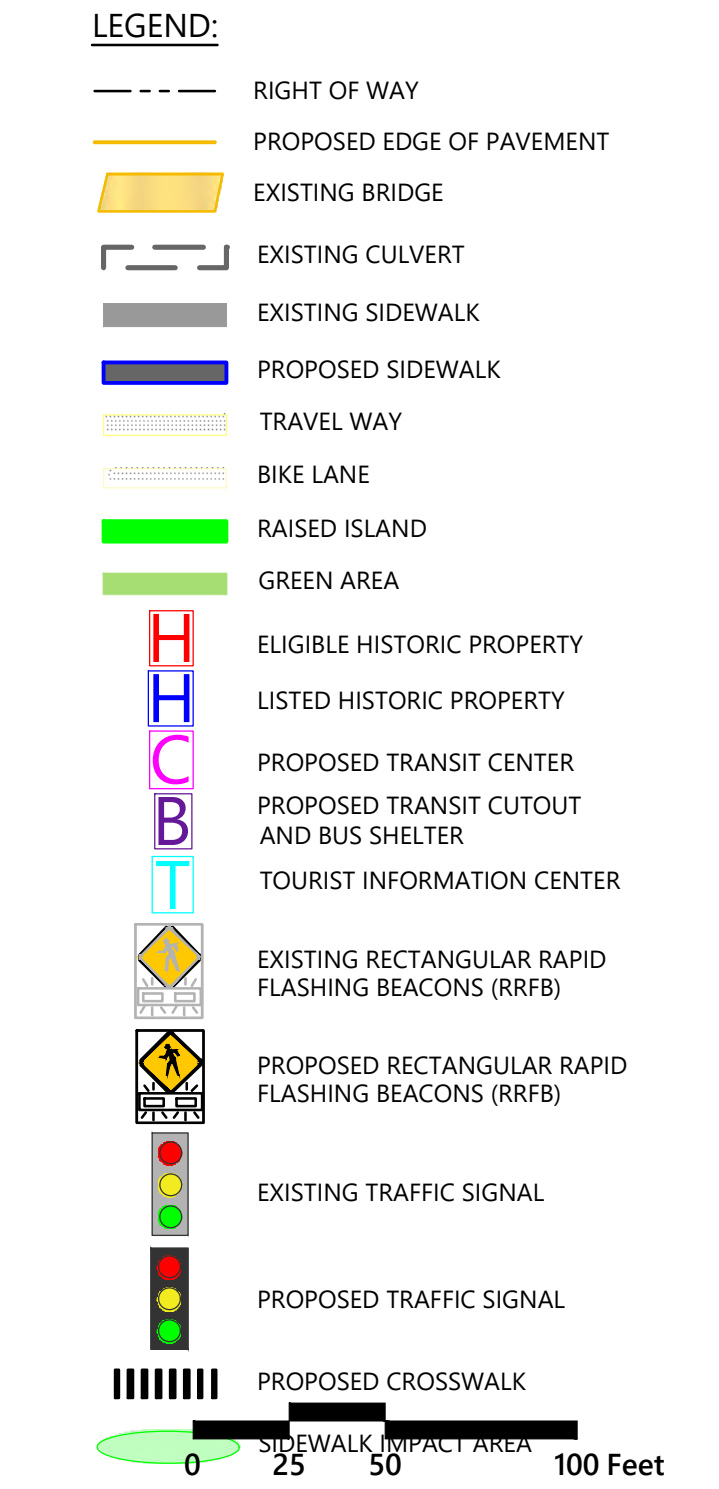 LEGEND:
RIGHT OF WAY
PROPOSED EDGE OF PAVEMENT
EXISTING BRIDGE
EXISTING CULVERT
EXISTING SIDEWALK
PROPOSED SIDEWALK
TRAVEL WAY
BIKE LANE
RAISED ISLAND
GREEN AREA
H ELIGIBLE HISTORIC PROPERTY
H LISTED HISTORIC PROPERTY
C PROPOSED TRANSIT CENTER
B PROPOSED TRANSIT CUTOUT
AND BUS SHELTER
T TOURIST INFORMATION CENTER
EXISTING RECTANGULAR RAPID
FLASHING BEACONS (RRFB)
PROPOSED RECTANGULAR RAPID
FLASHING BEACONS (RRFB)
EXISTING TRAFFIC SIGNAL
PROPOSED TRAFFIC SIGNAL
PROPOSED CROSSWALK
SIDEWALK IMPACT AREA
0 25 50 100 Feet